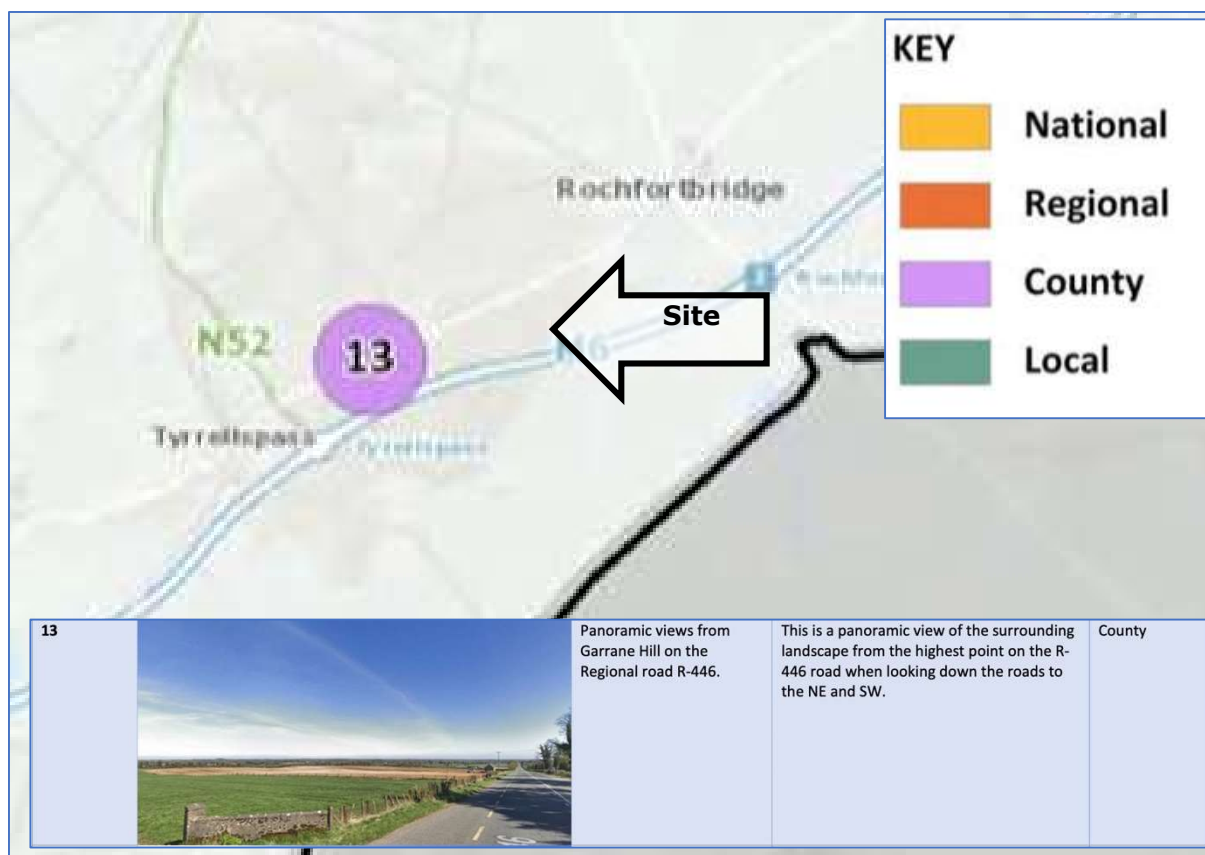 KEY
National
Regional
County
Local
Rochfortbridge
Site
N52
13
Tyrrellspass
Tyrrellspass
13
Panoramic views from
Garrane Hill on the
Regional road R-446.
This is a panoramic view of the surrounding
landscape from the highest point on the R-
446 road when looking down the roads to
the NE and SW.
County